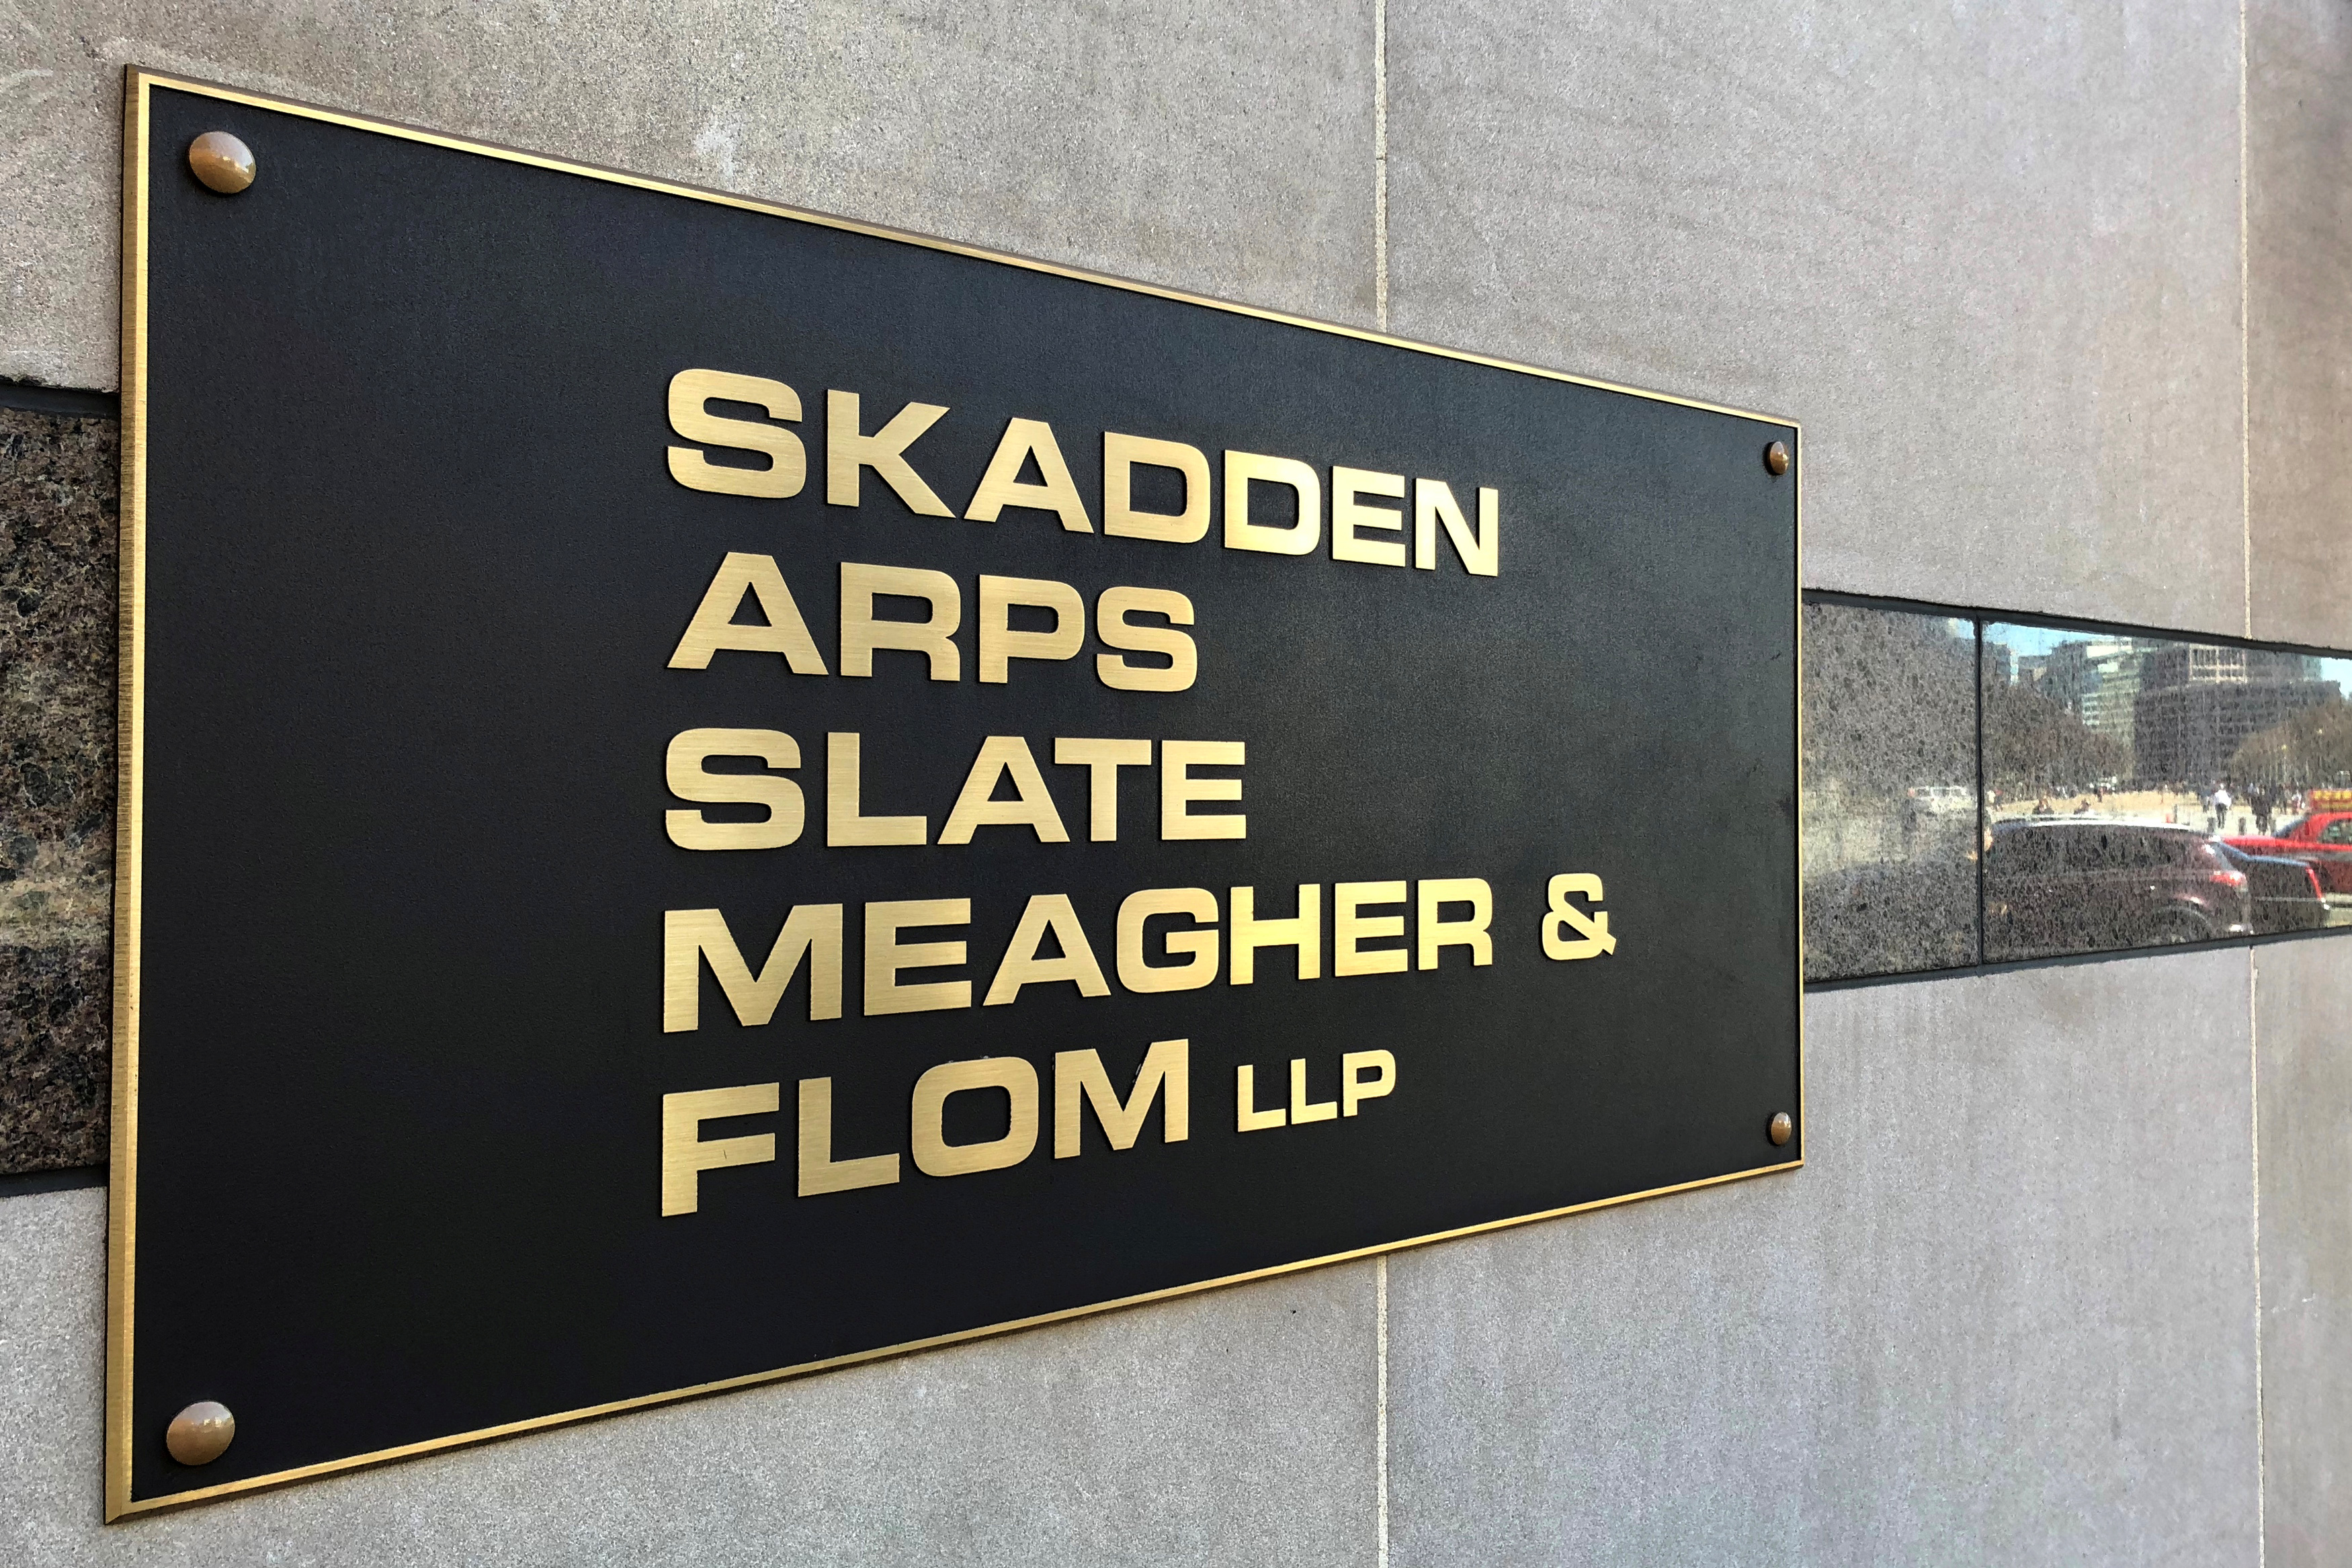 SKADDEN
ARPS
SLATE
MEAGHER &
FLOM LLP